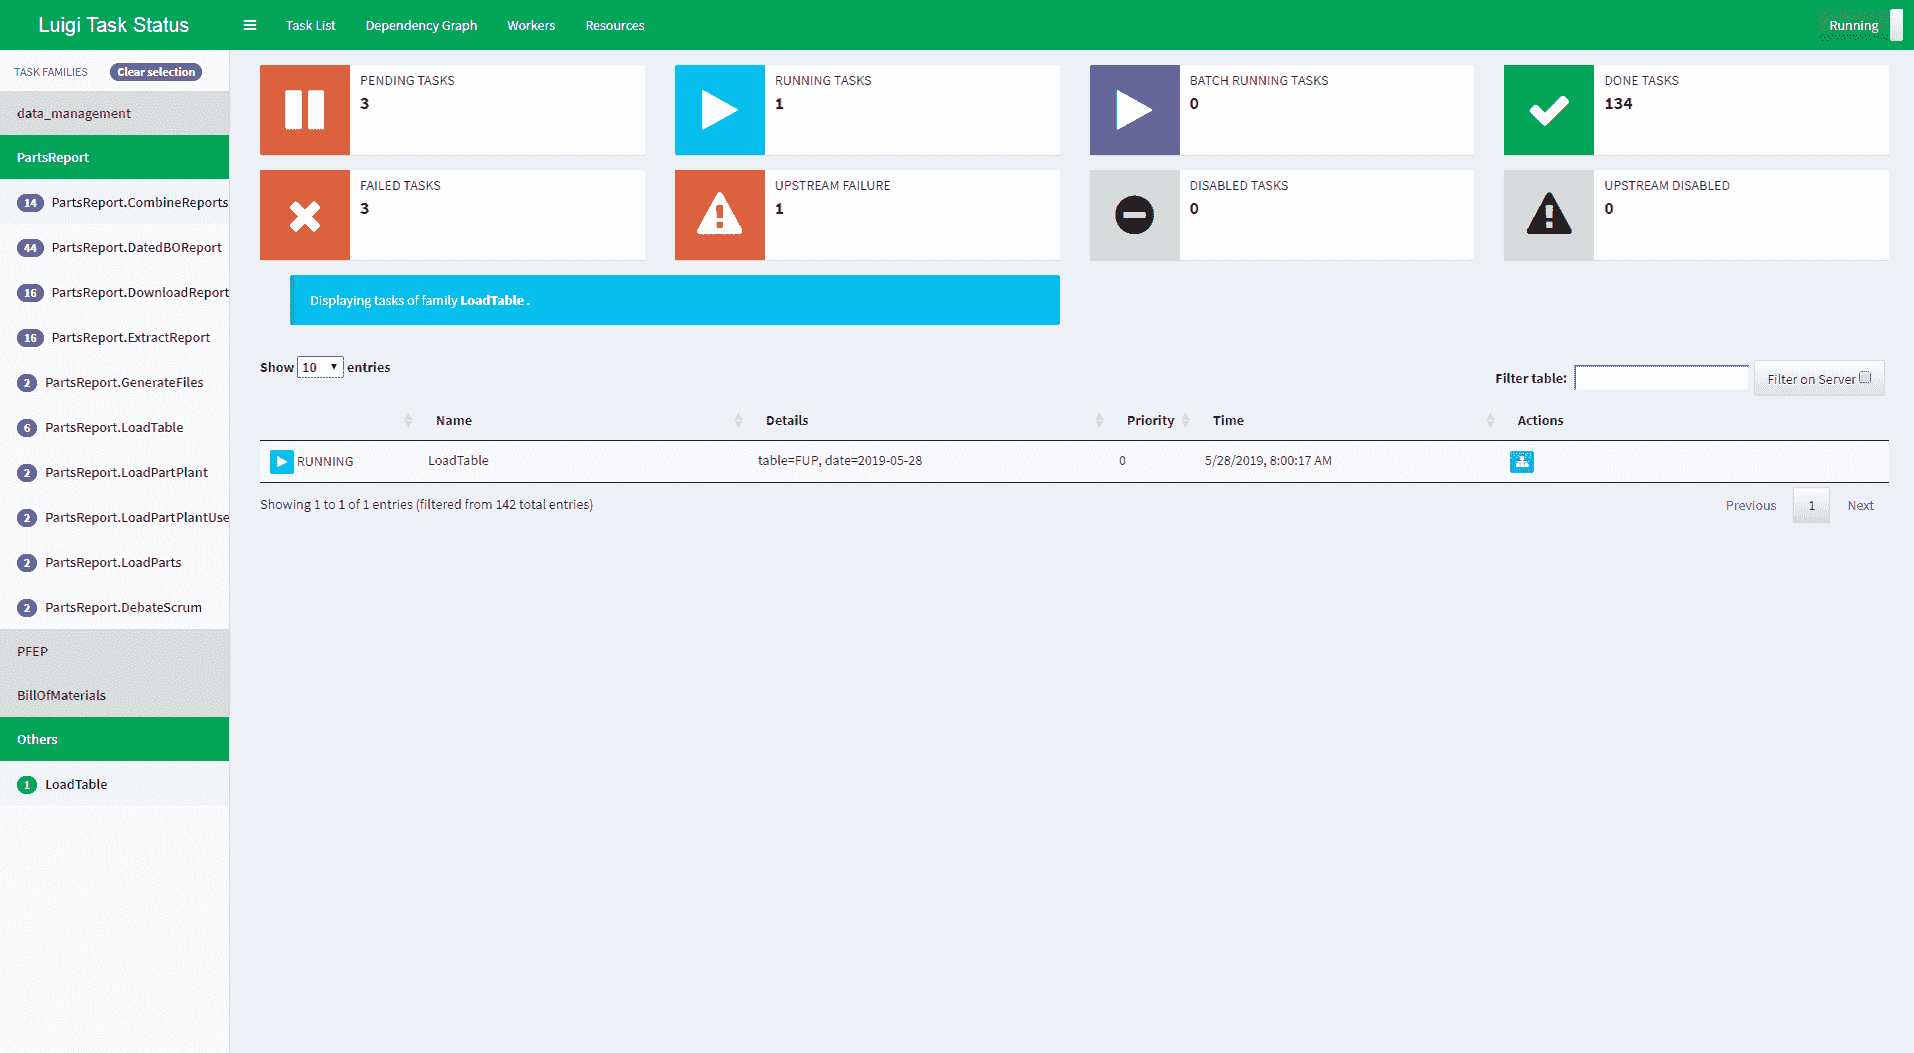 Luigi Task Status
Task List Dependency Graph Workers Resources Running
TASK FAMILIES Clear selection
data_management
PartsReport
14 PartsReport.CombineReports
44 PartsReport.DatedBOReport
16 PartsReport.DownloadReport
16 PartsReport.ExtractReport
2 PartsReport.GenerateFiles
6 PartsReport.LoadTable
2 PartsReport.LoadPartPlant
2 PartsReport.LoadPartPlantUse
2 PartsReport.LoadParts
2 PartsReport.DebateScrum
PFEP
BillOfMaterials
Others
1 LoadTable
PENDING TASKS
3
RUNNING TASKS
1
BATCH RUNNING TASKS
0
DONE TASKS
134
FAILED TASKS
3
UPSTREAM FAILURE
1
DISABLED TASKS
0
UPSTREAM DISABLED
0
Displaying tasks of family LoadTable .
Show 10 entries
Filter table: Filter on Server
Name Details Priority Time Actions
RUNNING LoadTable table=FUP, date=2019-05-28 0 5/28/2019, 8:00:17 AM
Showing 1 to 1 of 1 entries (filtered from 142 total entries)
Previous 1 Next